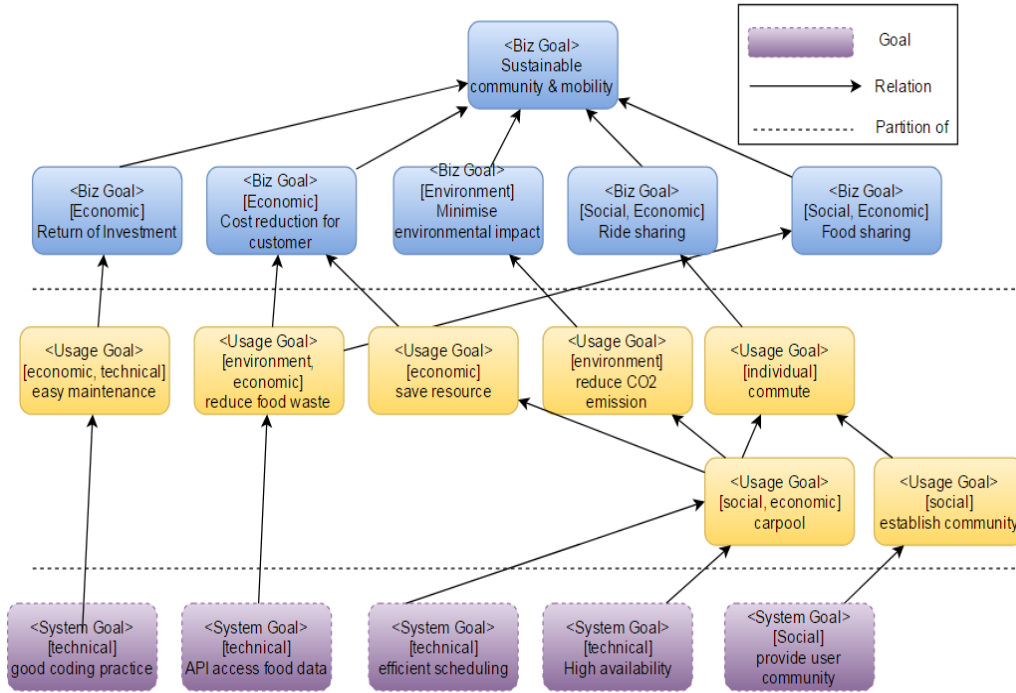 <Biz Goal>
Sustainable
community & mobility
Goal
Relation
Partition of
<Biz Goal>
[Economic]
Return of Investment
<Biz Goal>
[Economic]
Cost reduction for
customer
<Biz Goal>
[Environment]
Minimise
environmental impact
<Biz Goal>
[Social, Economic]
Ride sharing
<Biz Goal>
[Social, Economic]
Food sharing
<Usage Goal>
[economic, technical]
easy maintenance
<Usage Goal>
[environment,
economic]
reduce food waste
<Usage Goal>
[economic]
save resource
<Usage Goal>
[environment]
reduce CO2
emission
<Usage Goal>
[individual]
commute
<Usage Goal>
[social, economic]
carpool
<Usage Goal>
[social]
establish community
<System Goal>
[technical]
good coding practice
<System Goal>
[technical]
API access food data
<System Goal>
[technical]
efficient scheduling
<System Goal>
[technical]
High availability
<System Goal>
[Social]
provide user
community